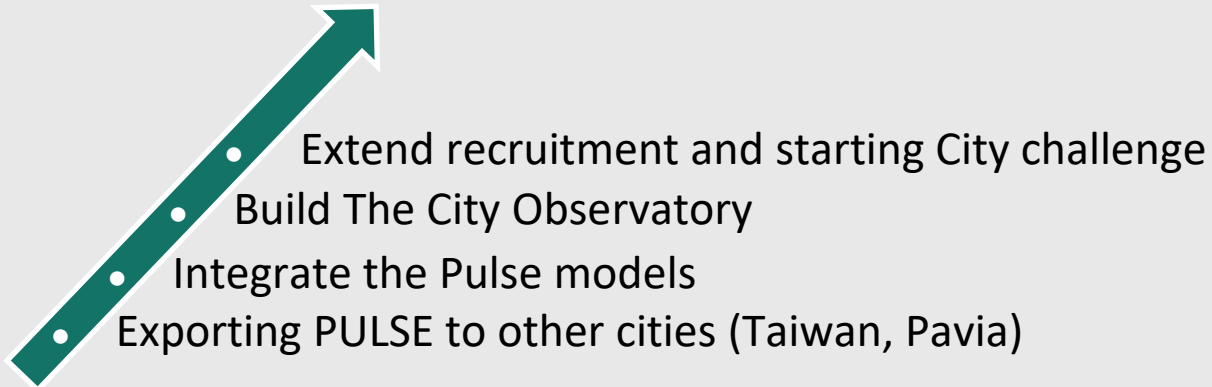 Extend recruitment and starting City challenge
Build The City Observatory
Integrate the Pulse models
Exporting PULSE to other cities (Taiwan, Pavia)